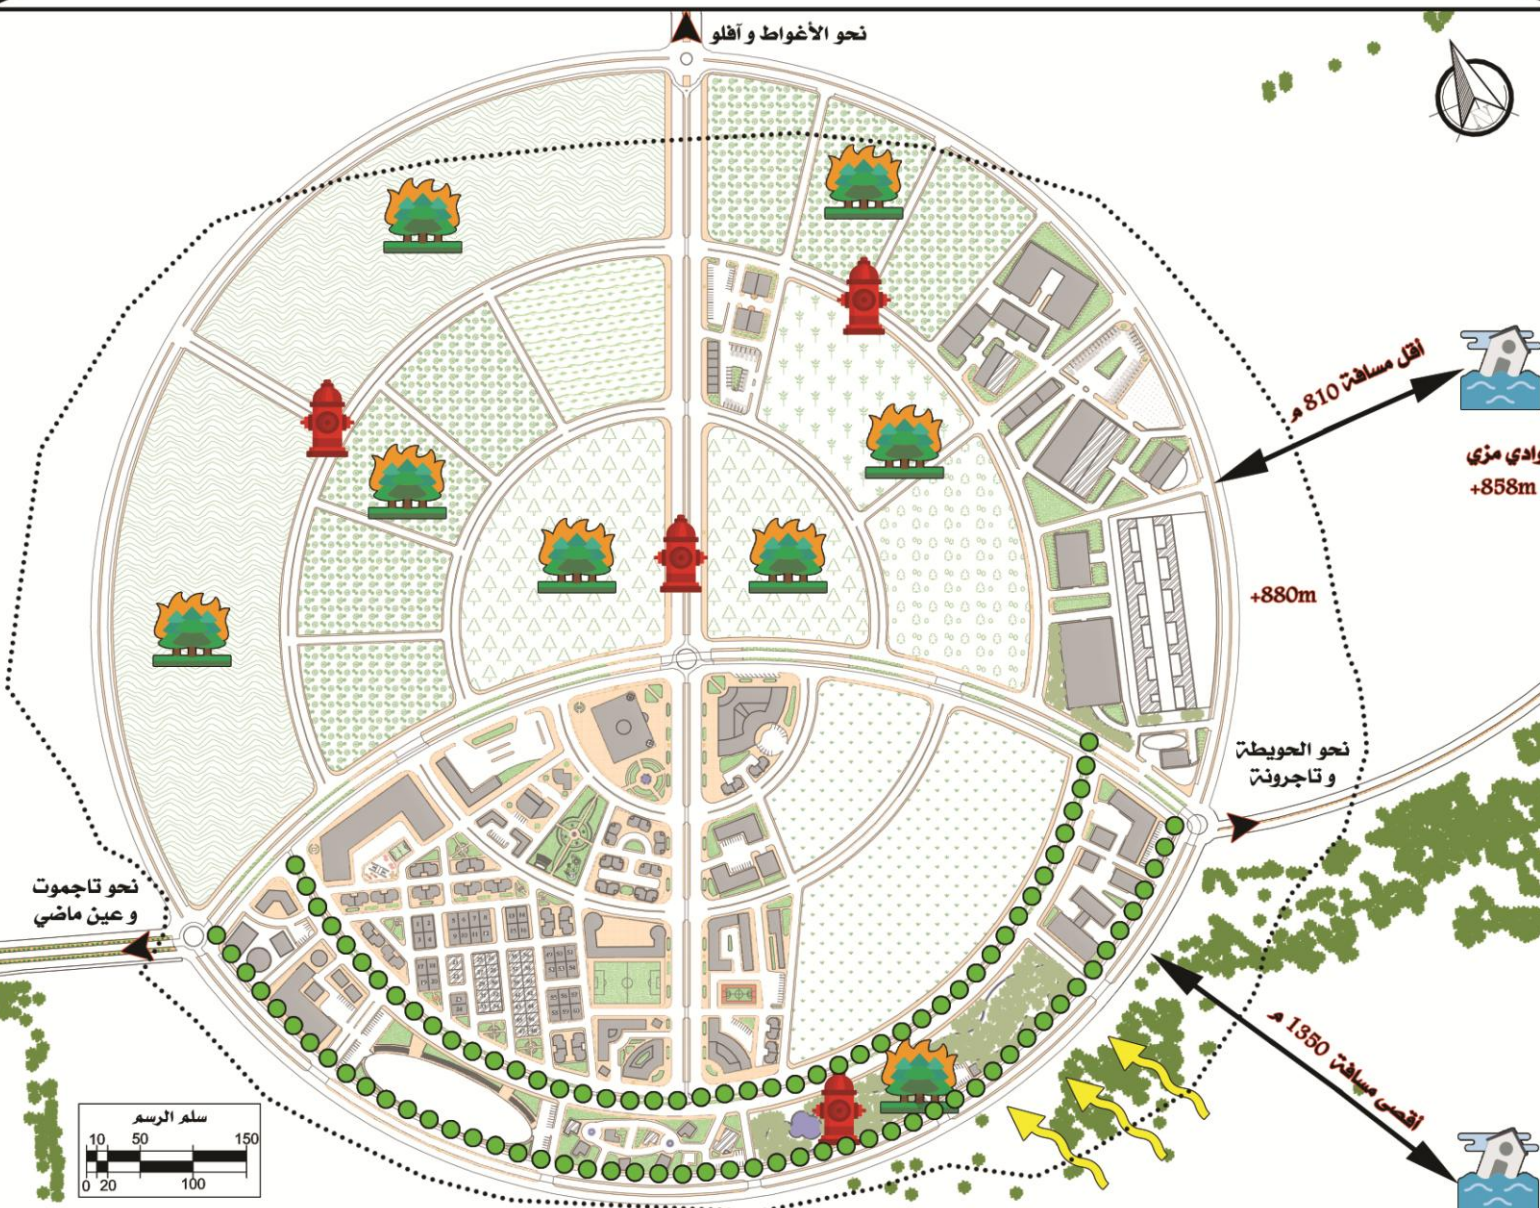 نحو الأغواط و آفلو
أقل مسافة 810 م
وادي مزي
+858m
+880m
نحو الحويطة
و تاجرونة
نحو تاجموت
و عين ماضي
أقصى مسافة 1350 م
سلم الرسم
10 50 150
0 20 100